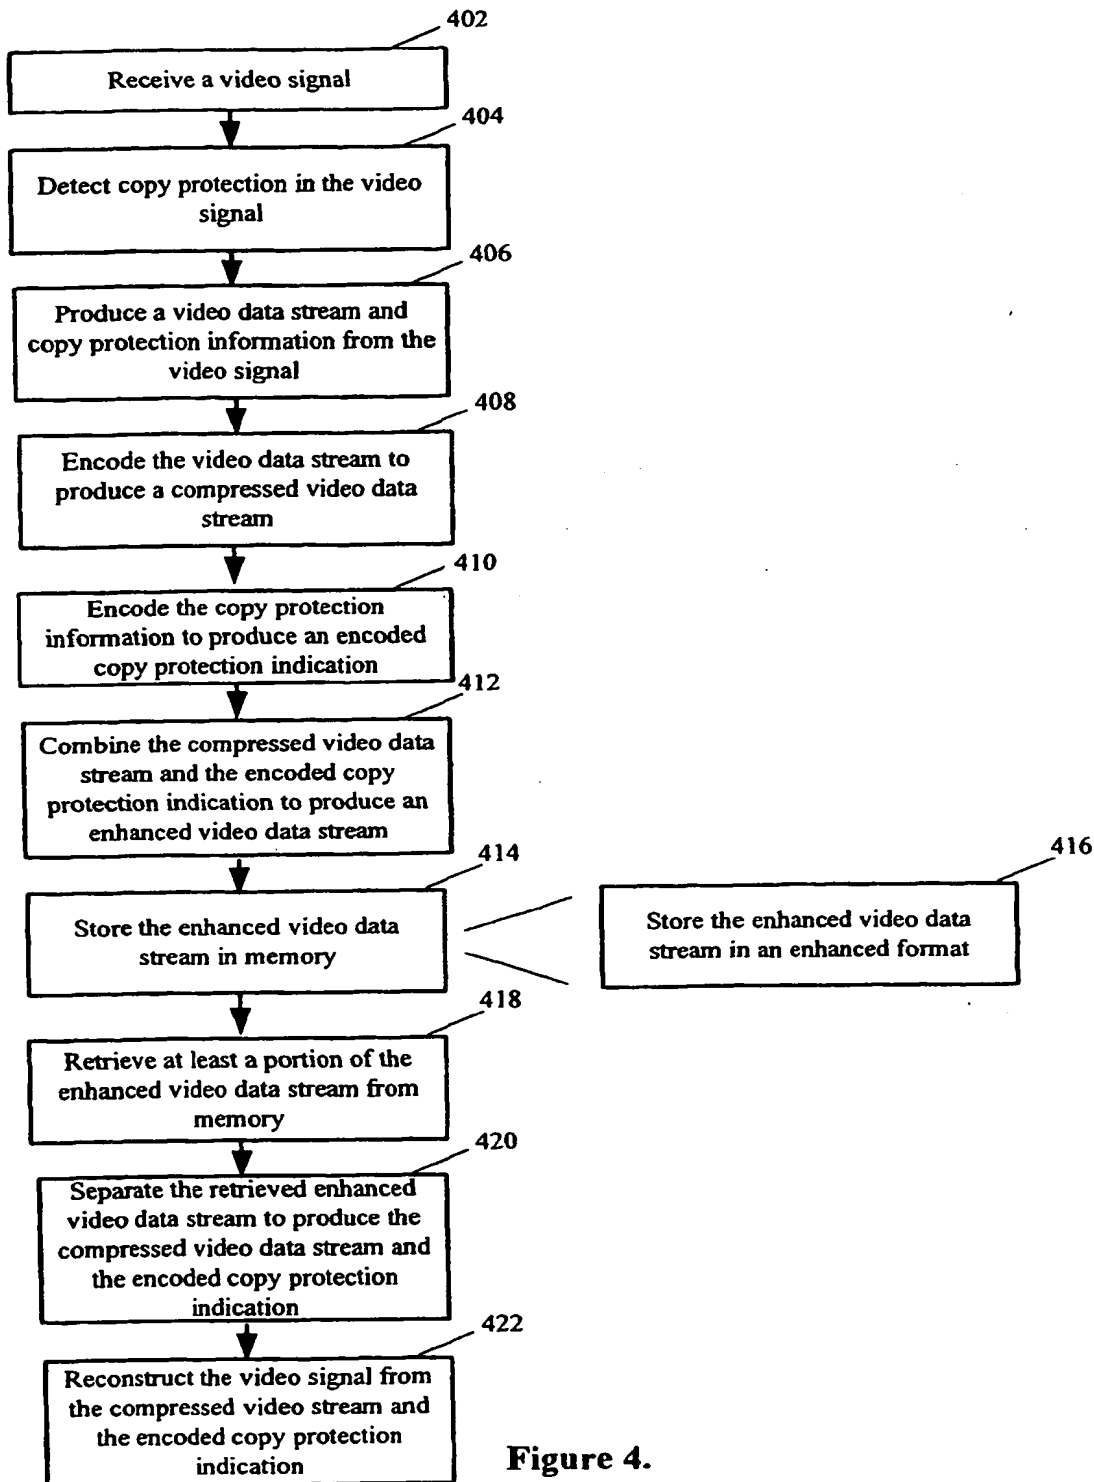 402
Receive a video signal
404
Detect copy protection in the video
signal
406
Produce a video data stream and
copy protection information from the
video signal
408
Encode the video data stream to
produce a compressed video data
stream
410
Encode the copy protection
information to produce an encoded
copy protection indication
412
Combine the compressed video data
stream and the encoded copy
protection indication to produce an
enhanced video data stream
414
Store the enhanced video data
stream in memory
416
Store the enhanced video data
stream in an enhanced format
418
Retrieve at least a portion of the
enhanced video data stream from
memory
420
Separate the retrieved enhanced
video data stream to produce the
compressed video data stream and
the encoded copy protection
indication
422
Reconstruct the video signal from
the compressed video stream and
the encoded copy protection
indication
Figure 4.